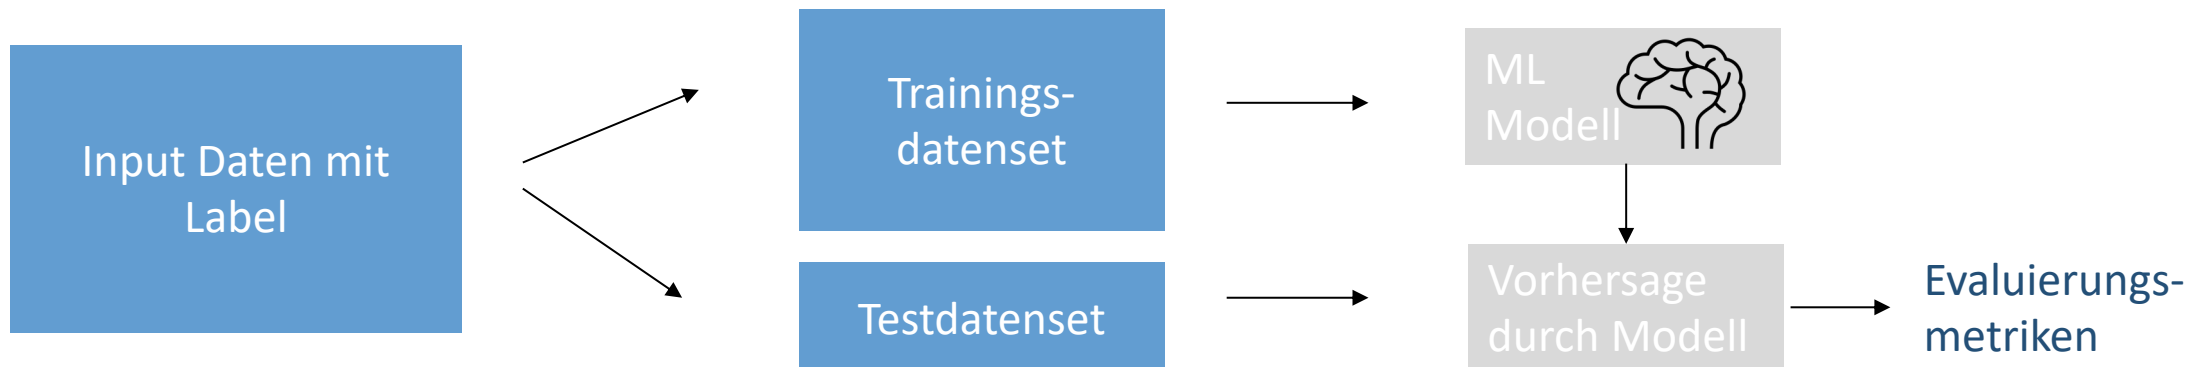 Input Daten mit
Label
Trainings-
datenset
Testdatenset
ML
Modell
Vorhersage
durch Modell
Evaluierungs-
metriken